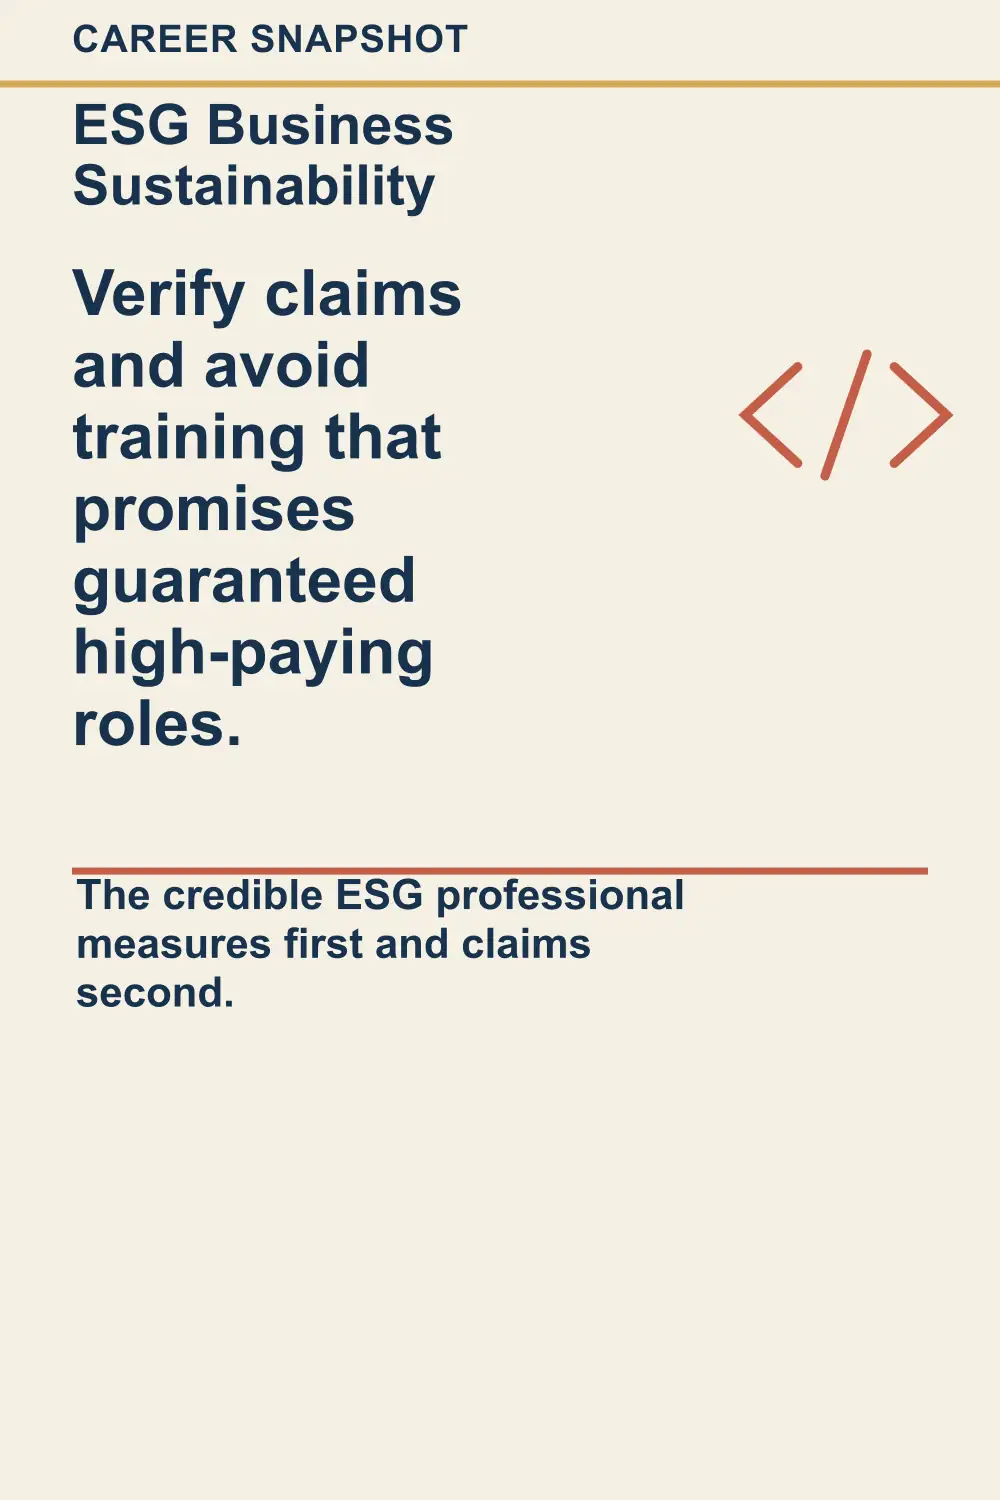 CAREER SNAPSHOT
ESG Business
Sustainability
Verify claims
and avoid
training that
promises
guaranteed
high-paying
roles.
The credible ESG professional
measures first and claims
second.